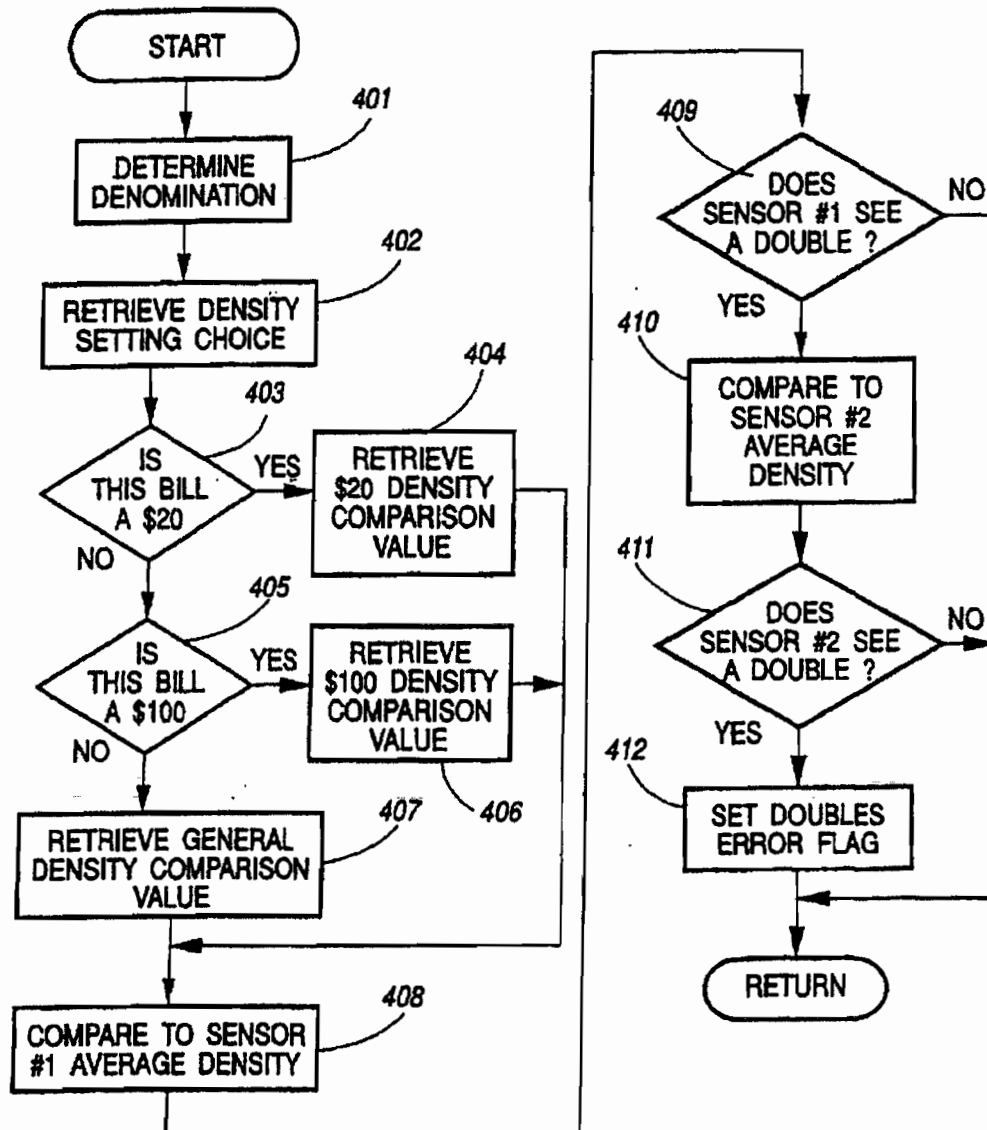 START
401
DETERMINE
DENOMINATION
402
RETRIEVE DENSITY
SETTING CHOICE
403
IS
THIS BILL
A $20
YES
NO
404
RETRIEVE
$20 DENSITY
COMPARISON
VALUE
405
IS
THIS BILL
A $100
YES
NO
RETRIEVE
$100 DENSITY
COMPARISON
VALUE
406
407
RETRIEVE GENERAL
DENSITY COMPARISON
VALUE
408
COMPARE TO SENSOR
#1 AVERAGE DENSITY
409
DOES
SENSOR #1 SEE
A DOUBLE ?
NO
YES
410
COMPARE TO
SENSOR #2
AVERAGE
DENSITY
411
DOES
SENSOR #2 SEE
A DOUBLE ?
NO
YES
412
SET DOUBLES
ERROR FLAG
RETURN